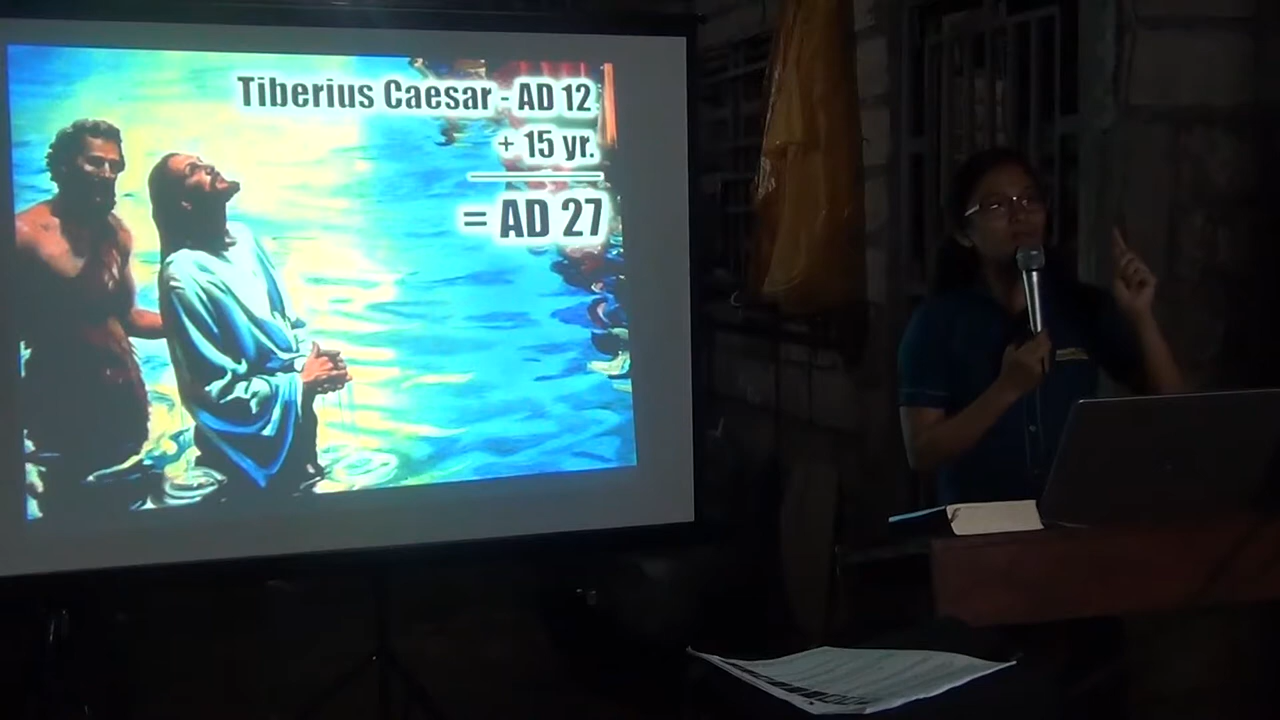 Tiberius Caesar - AD 12
+ 15 yr.
= AD 27